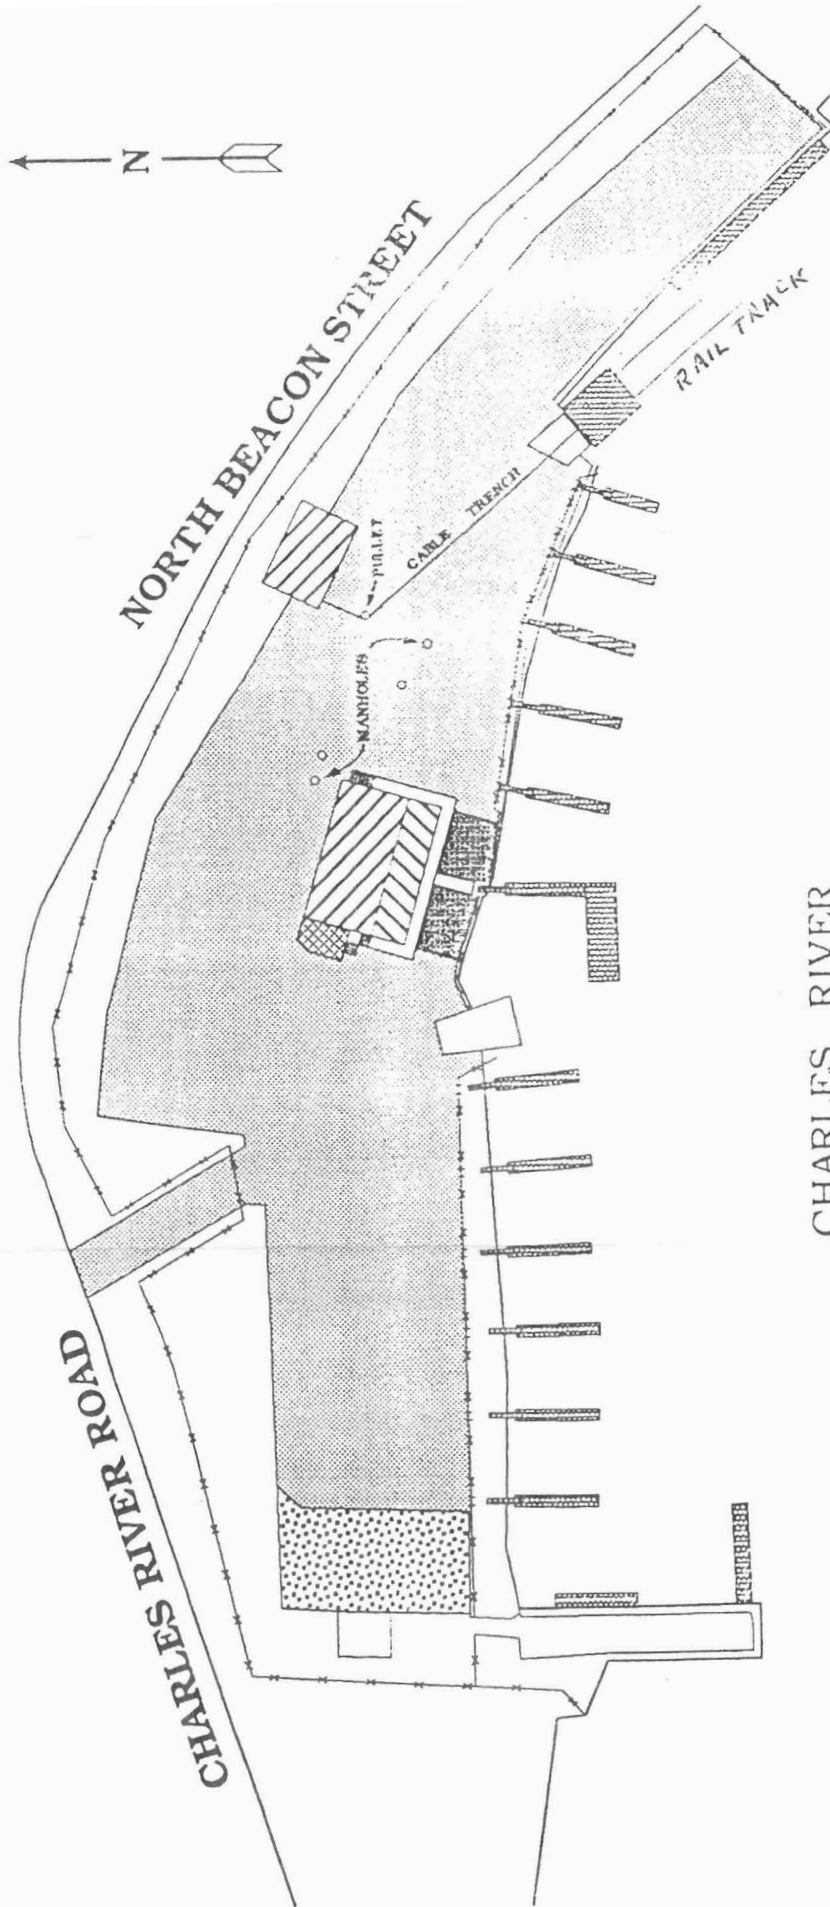 N
NORTH BEACON STREET
RAIL TRACK
PULLEY
CABLE TRENCH
MANHOLES
CHARLES RIVER
CHARLES RIVER ROAD